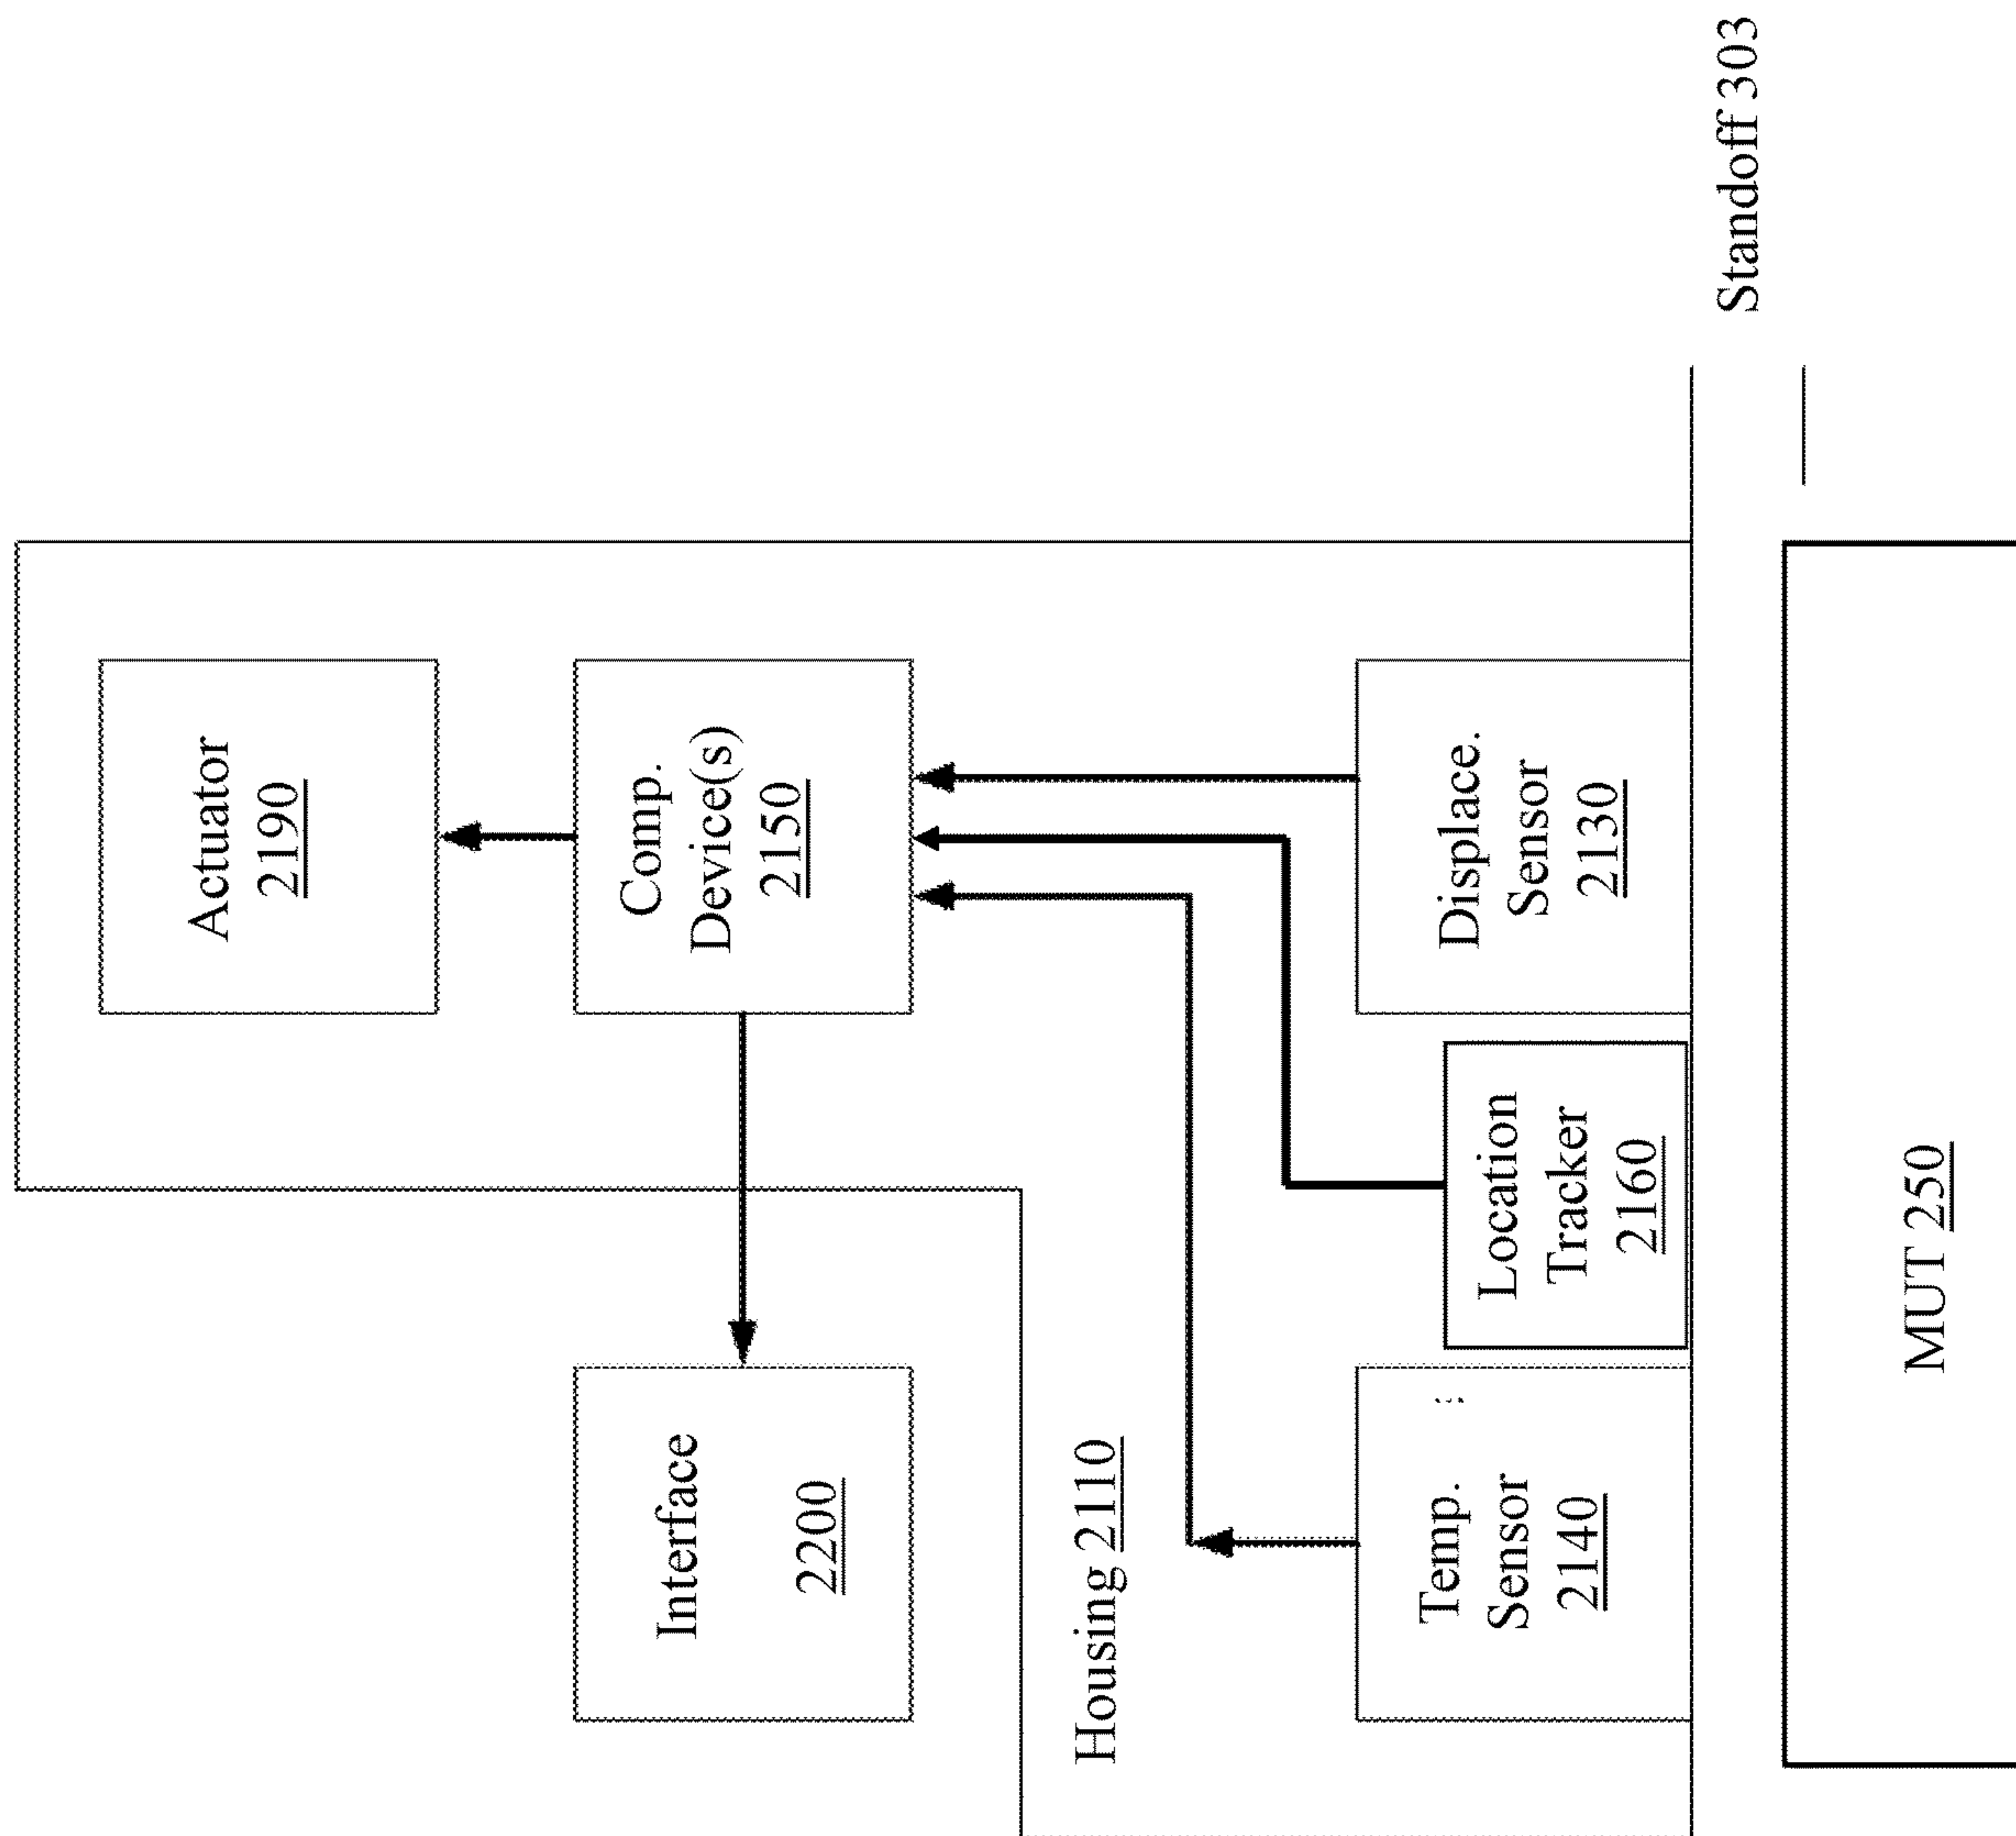 Actuator
2190
Comp.
Device(s)
2150
Interface
2200
Housing 2110
Displace.
Sensor
2130
Location
Tracker
2160
Temp.
Sensor
2140
Standoff 303
MUT 250